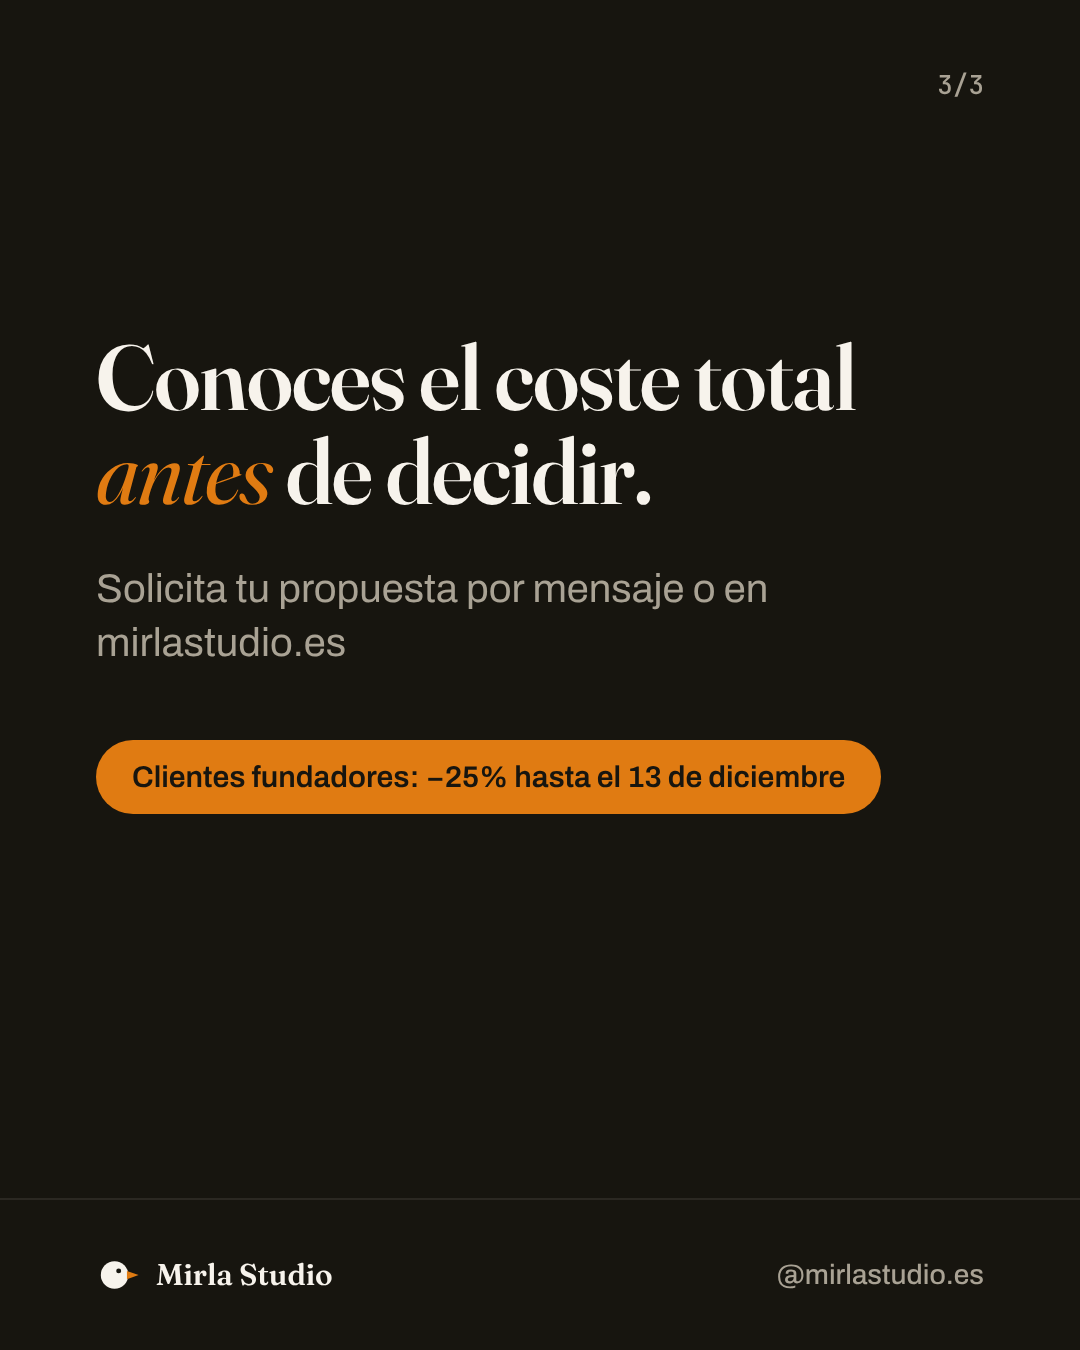 3/3
Conoces el coste total
antes de decidir.
Solicita tu propuesta por mensaje o en
mirlastudio.es
Clientes fundadores: −25% hasta el 13 de diciembre
Mirla Studio
@mirlastudio.es